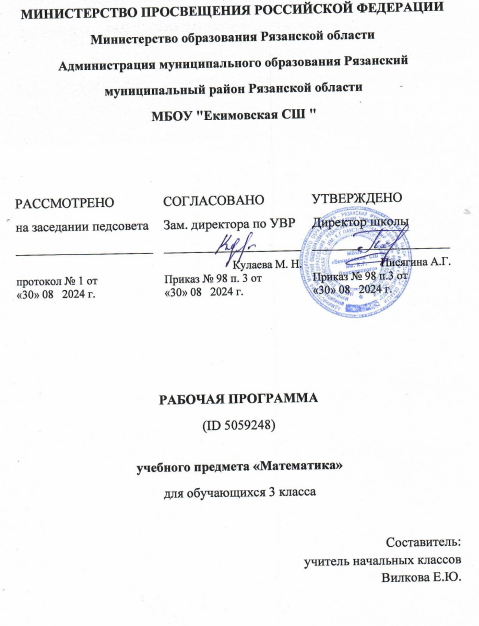 МИНИСТЕРСТВО ПРОСВЕЩЕНИЯ РОССИЙСКОЙ ФЕДЕРАЦИИ
Министерство образования Рязанской области
Администрация муниципального образования Рязанский
муниципальный район Рязанской области
МБОУ "Екимовская СШ "
РАССМОТРЕНО
на заседании педсовета
протокол № 1 от
«30» 08 2024 г.
СОГЛАСОВАНО
Зам. директора по УВР
Кулаева М. Н.
Приказ № 98 п. 3 от
«30» 08 2024 г.
УТВЕРЖДЕНО
Директор школы
Лисягина А.Г.
Приказ № 98 п.3 от
«30» 08 2024 г.
РАБОЧАЯ ПРОГРАММА
(ID 5059248)
учебного предмета «Математика»
для обучающихся 3 класса
Составитель:
учитель начальных классов
Вилкова Е.Ю.